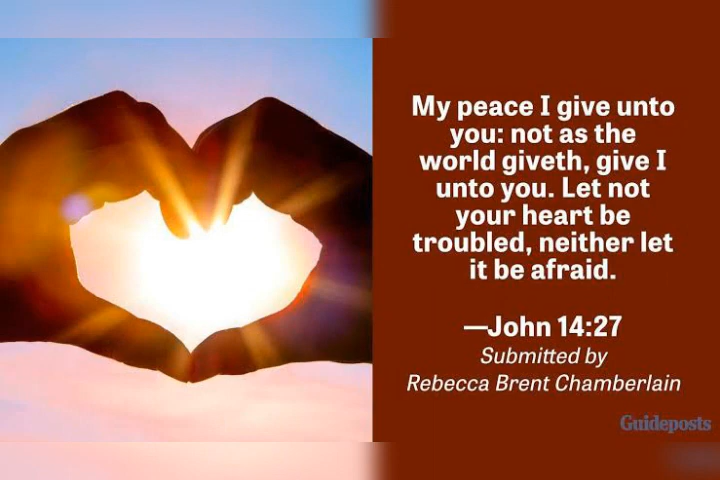 My peace I give unto
you: not as the
world giveth, give I
unto you. Let not
your heart be
troubled, neither let
it be afraid.
—John 14:27
Submitted by
Rebecca Brent Chamberlain
Guideposts